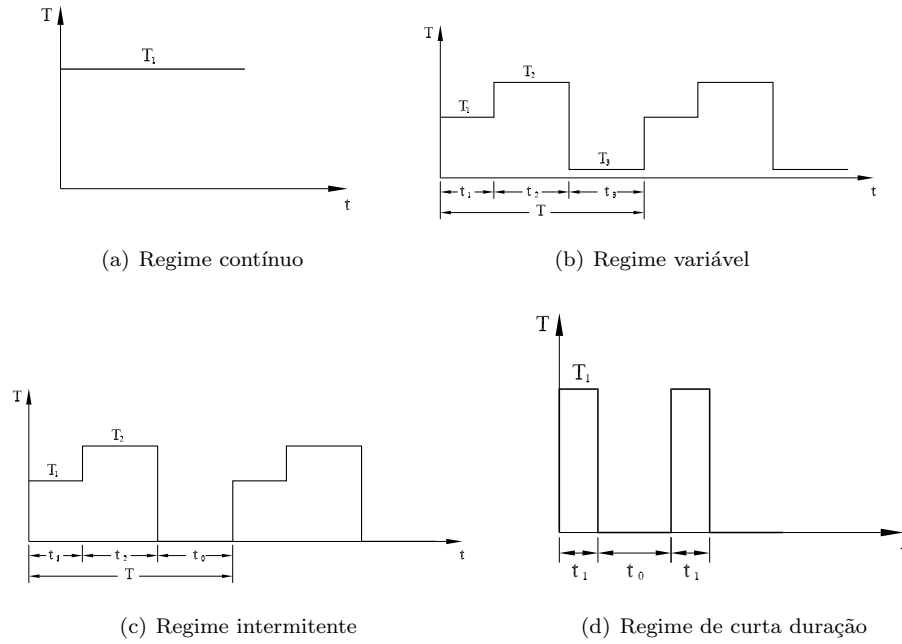 T
T₁
t
(a) Regime contínuo
T
T₁
T₂
T₃
t₁ t₂ t₃
T
t
(b) Regime variável
T
T₁
T₂
t₁ t₂ t₀
T
t
(c) Regime intermitente
T
T₁
t₁ t₀ t₁
(d) Regime de curta duração